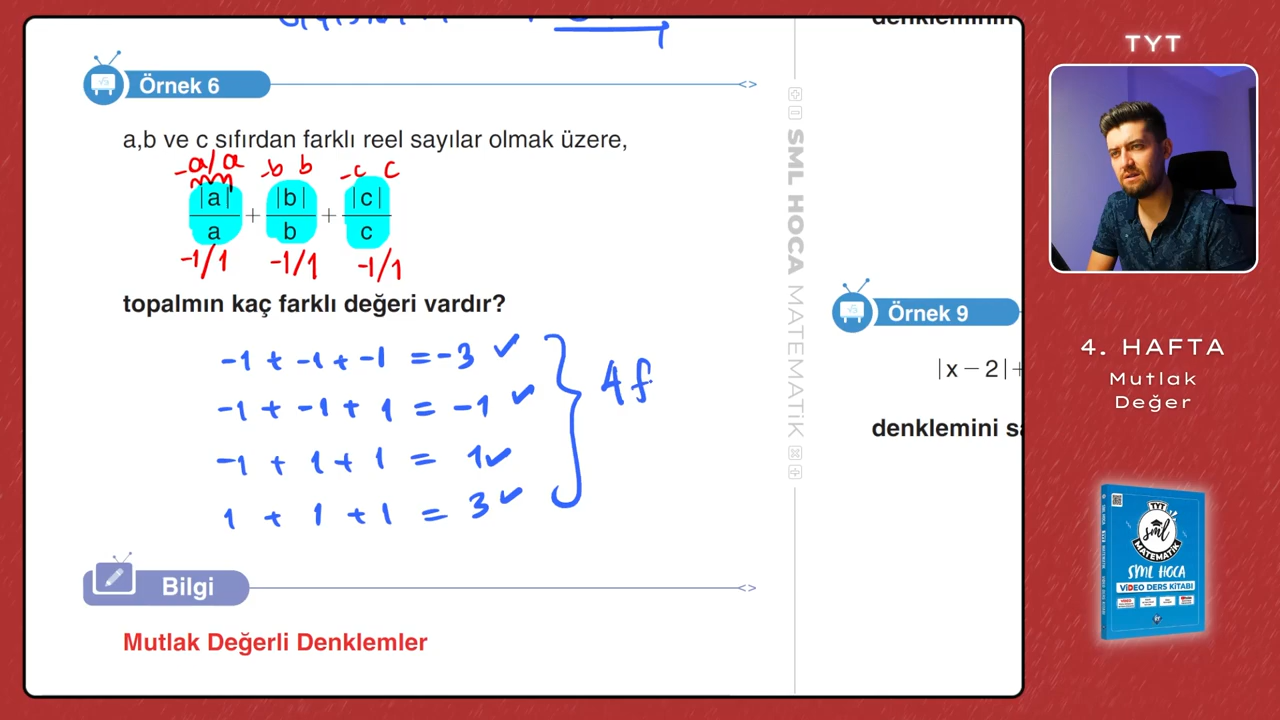 denkleminin
TYT
Örnek 6
a,b ve c sıfırdan farklı reel sayılar olmak üzere,
-a/a -b b -c c
|a|/a + |b|/b + |c|/c
-1/1 -1/1 -1/1
topalmın kaç farklı değeri vardır?
-1 + -1 + -1 = -3 ✓
-1 + -1 + 1 = -1 ✓
-1 + 1 + 1 = 1 ✓
1 + 1 + 1 = 3 ✓
4 f
Bilgi
Mutlak Değerli Denklemler
SML HOCA MATEMATİK
Örnek 9
|x − 2|+
denklemini sa
4. HAFTA
Mutlak
Değer
TYT
sml
MATEMATİK
SML HOCA
VİDEO DERS KİTABI